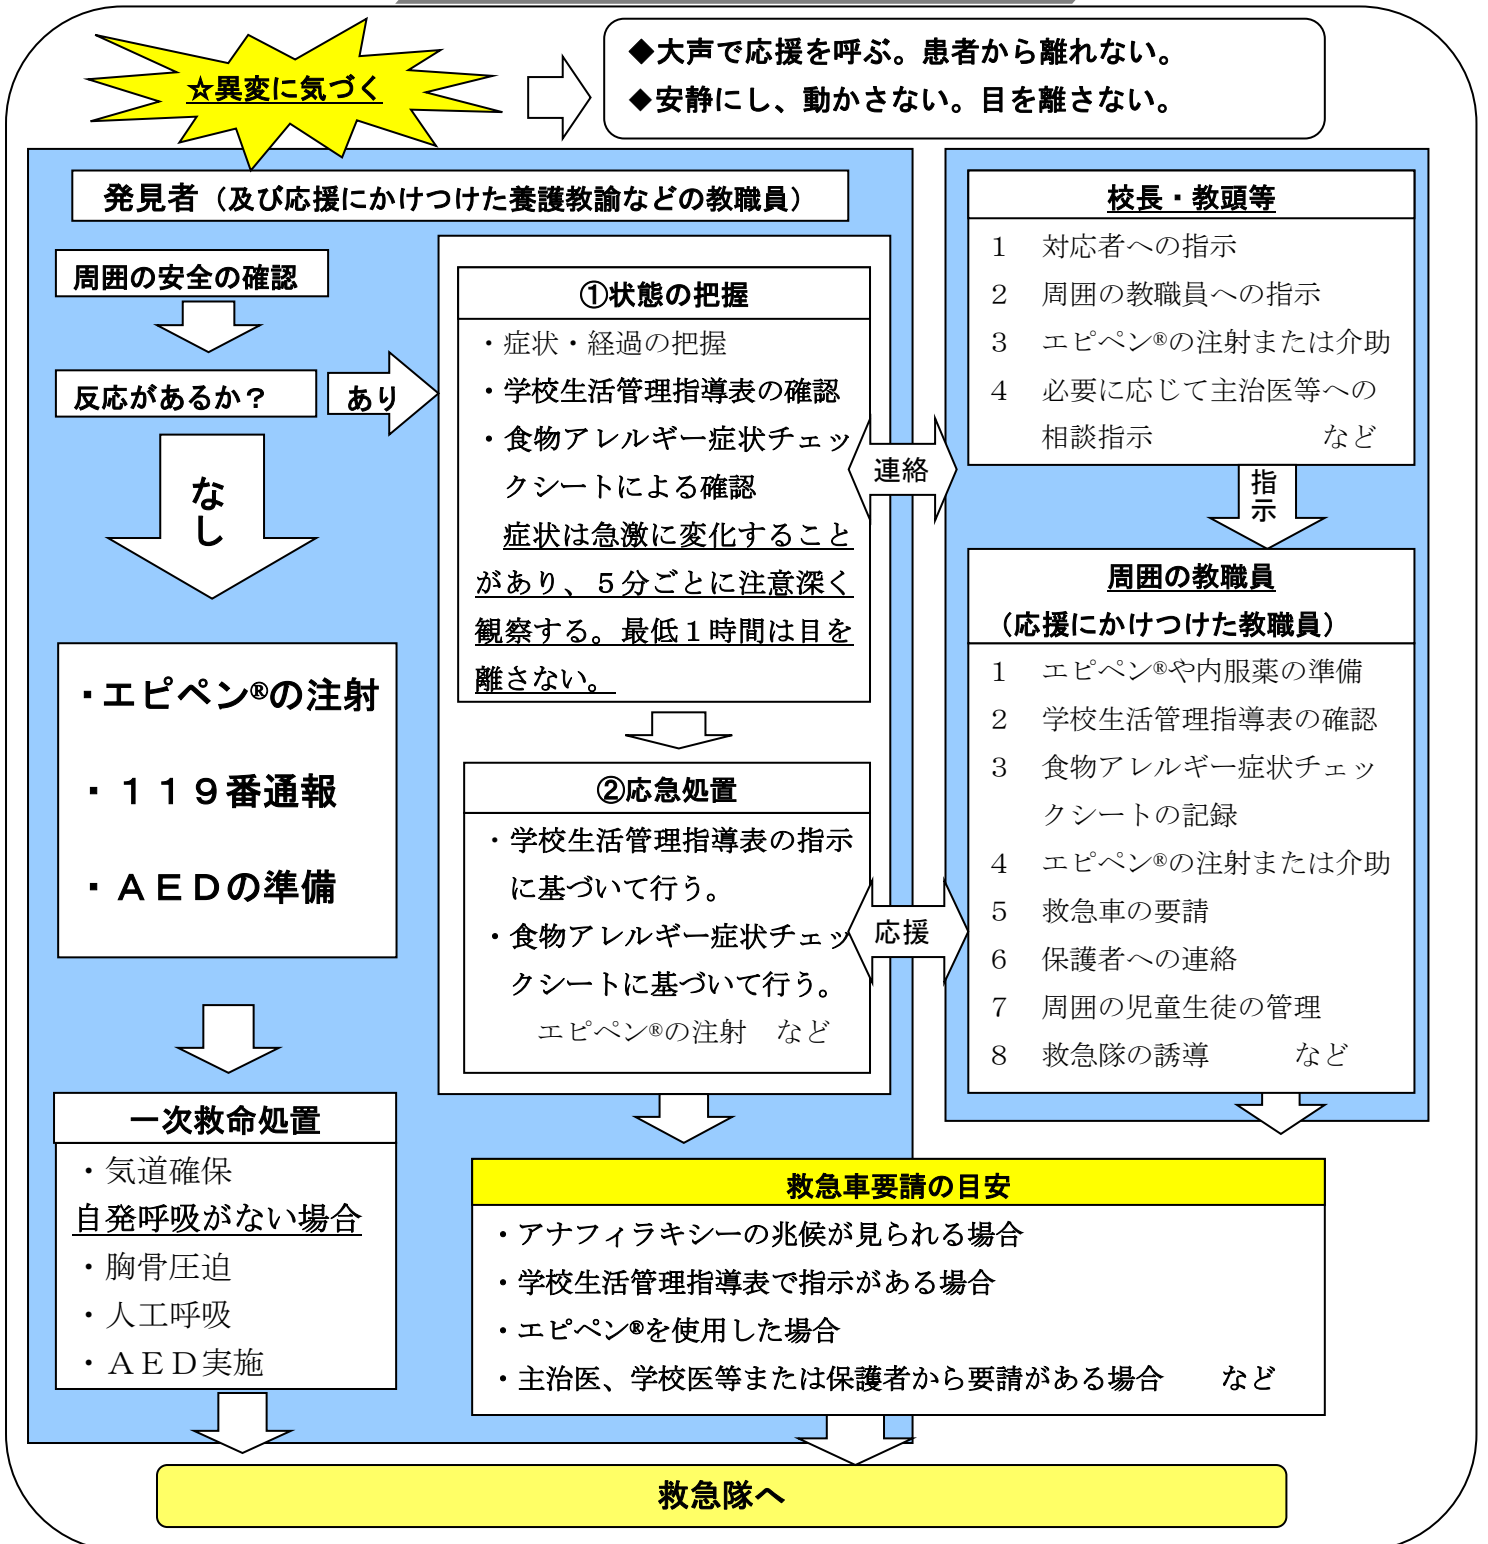 ☆異変に気づく
◆大声で応援を呼ぶ。患者から離れない。
◆安静にし、動かさない。目を離さない。
発見者（及び応援にかけつけた養護教諭などの教職員）
周囲の安全の確認
反応があるか？
あり
なし
・エピペン®の注射
・１１９番通報
・ＡＥＤの準備
一次救命処置
・気道確保
自発呼吸がない場合
・胸骨圧迫
・人工呼吸
・ＡＥＤ実施
①状態の把握
・症状・経過の把握
・学校生活管理指導表の確認
・食物アレルギー症状チェッ
クシートによる確認
症状は急激に変化すること
があり、５分ごとに注意深く
観察する。最低１時間は目を
離さない。
②応急処置
・学校生活管理指導表の指示
に基づいて行う。
・食物アレルギー症状チェッ
クシートに基づいて行う。
エピペン®の注射　など
連絡
応援
校長・教頭等
１　対応者への指示
２　周囲の教職員への指示
３　エピペン®の注射または介助
４　必要に応じて主治医等への
相談指示　など
指示
周囲の教職員
（応援にかけつけた教職員）
１　エピペン®や内服薬の準備
２　学校生活管理指導表の確認
３　食物アレルギー症状チェッ
クシートの記録
４　エピペン®の注射または介助
５　救急車の要請
６　保護者への連絡
７　周囲の児童生徒の管理
８　救急隊の誘導　など
救急車要請の目安
・アナフィラキシーの兆候が見られる場合
・学校生活管理指導表で指示がある場合
・エピペン®を使用した場合
・主治医、学校医等または保護者から要請がある場合　など
救急隊へ